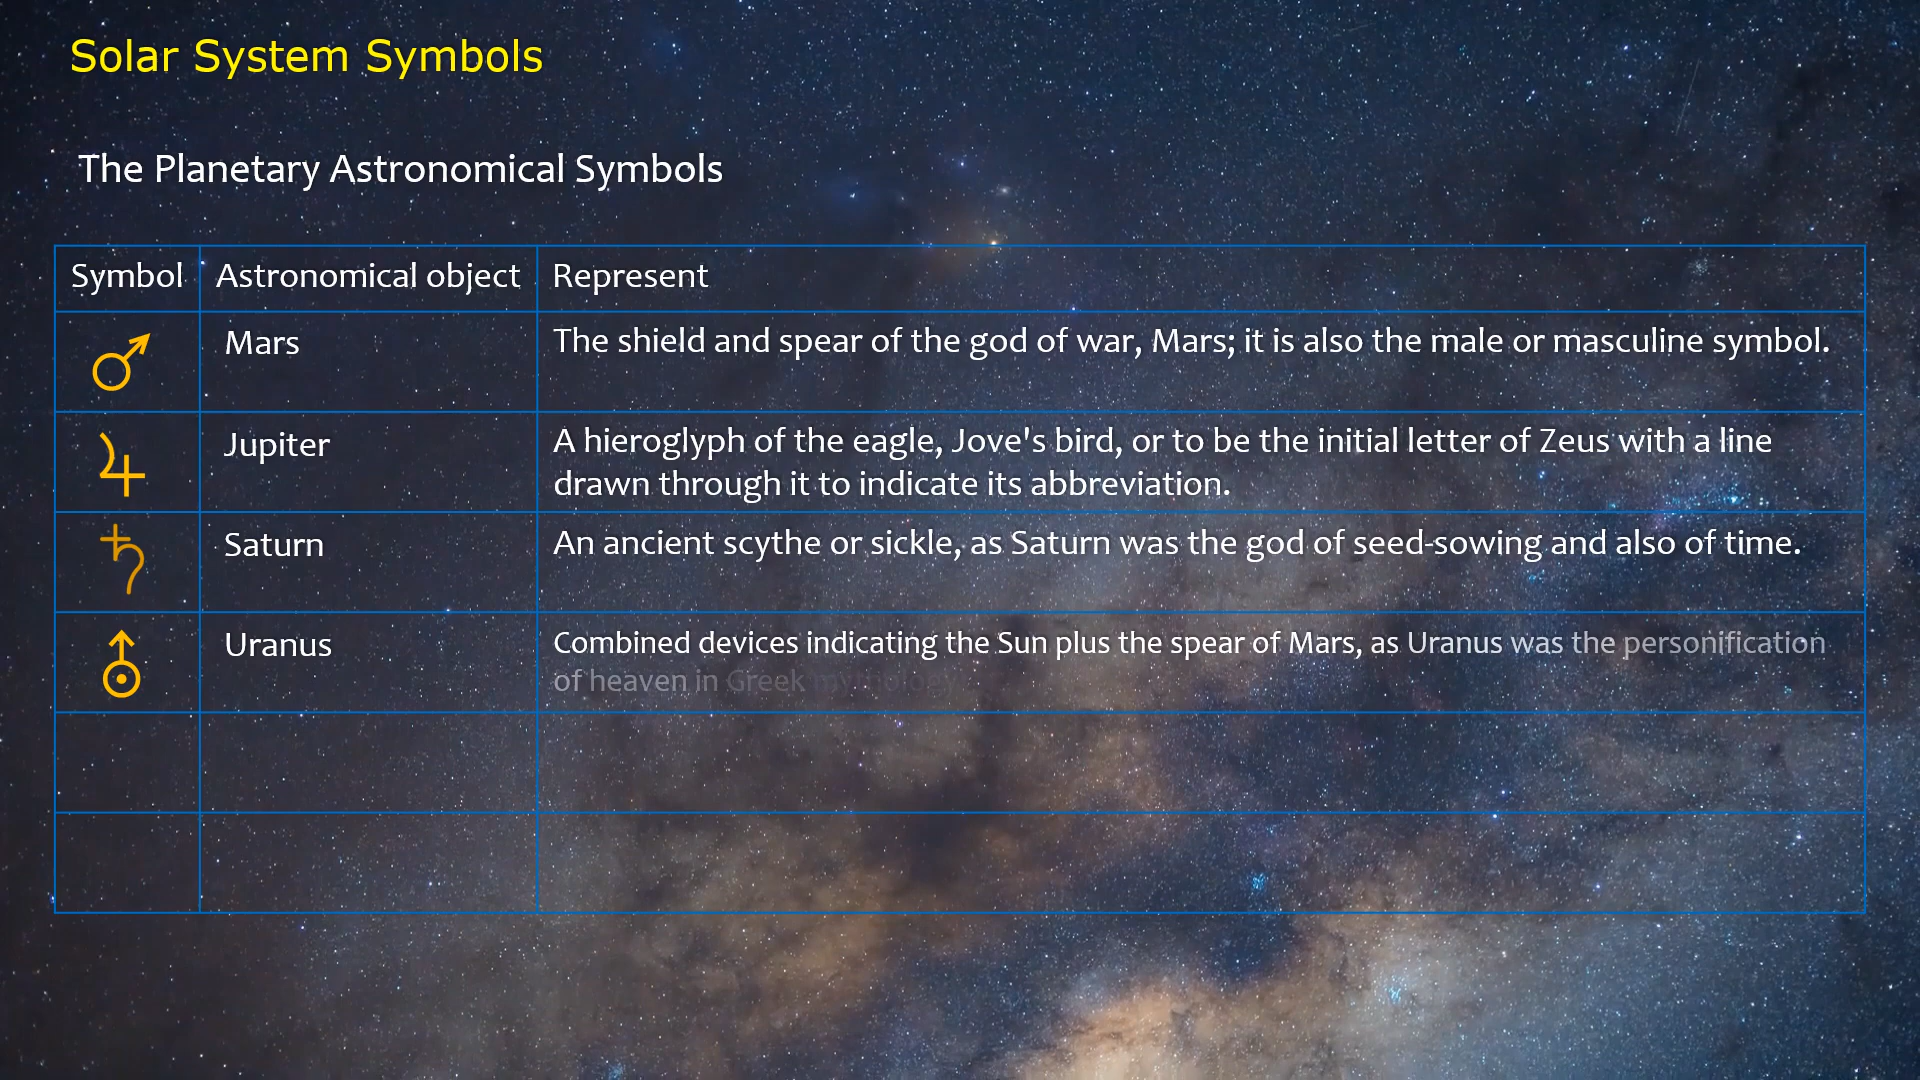 Solar System Symbols
The Planetary Astronomical Symbols
Symbol Astronomical object Represent
♂ Mars The shield and spear of the god of war, Mars; it is also the male or masculine symbol.
♃ Jupiter A hieroglyph of the eagle, Jove's bird, or to be the initial letter of Zeus with a line
drawn through it to indicate its abbreviation.
♄ Saturn An ancient scythe or sickle, as Saturn was the god of seed-sowing and also of time.
⛢ Uranus Combined devices indicating the Sun plus the spear of Mars, as Uranus was the personification
of heaven in Greek mythology